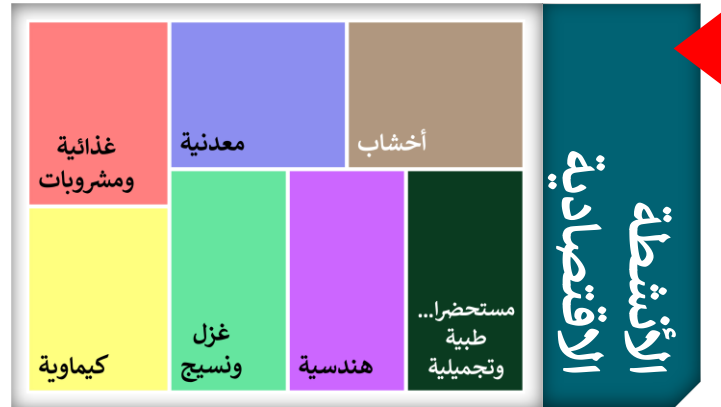 الأنشطة
الاقتصادية
أخشاب
معدنية
غذائية
ومشروبات
مستحضرا...
طبية
وتجميلية
هندسية
غزل
ونسيج
كيماوية